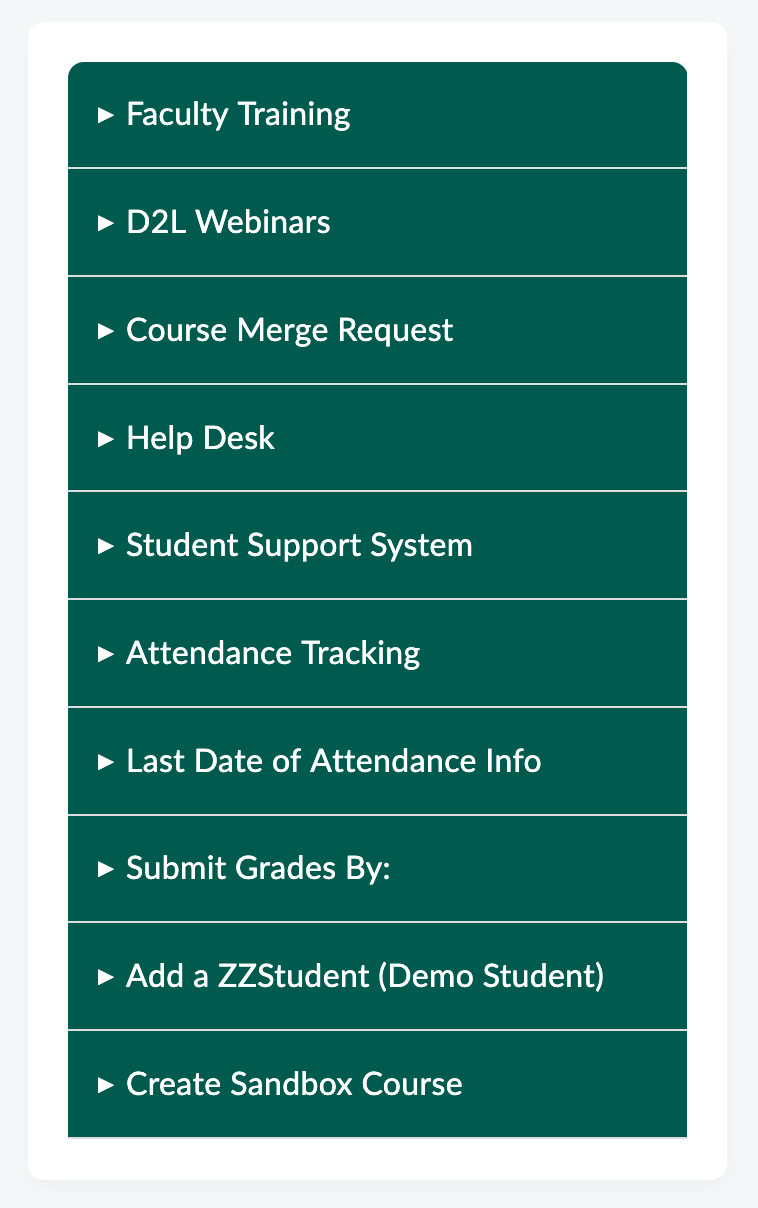 Faculty Training
D2L Webinars
Course Merge Request
Help Desk
Student Support System
Attendance Tracking
Last Date of Attendance Info
Submit Grades By:
Add a ZZStudent (Demo Student)
Create Sandbox Course